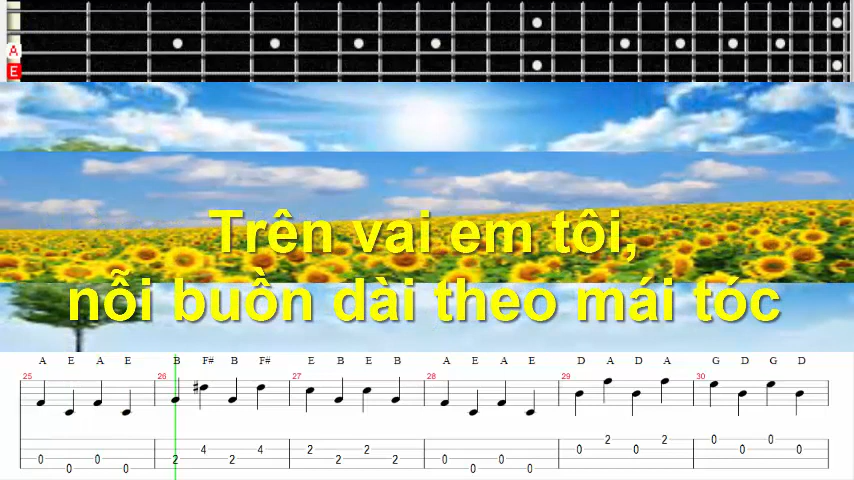 A
E
Trên vai em tôi,
nỗi buồn dài theo mái tóc
A E A E B F# B F# E B E B A E A E D A D A G D G D
25 26 27 28 29 30
2 2 0 0 0 0
4 4 2 2 0 0
0 0 2 2 2 2 0 0
0 0 0 0